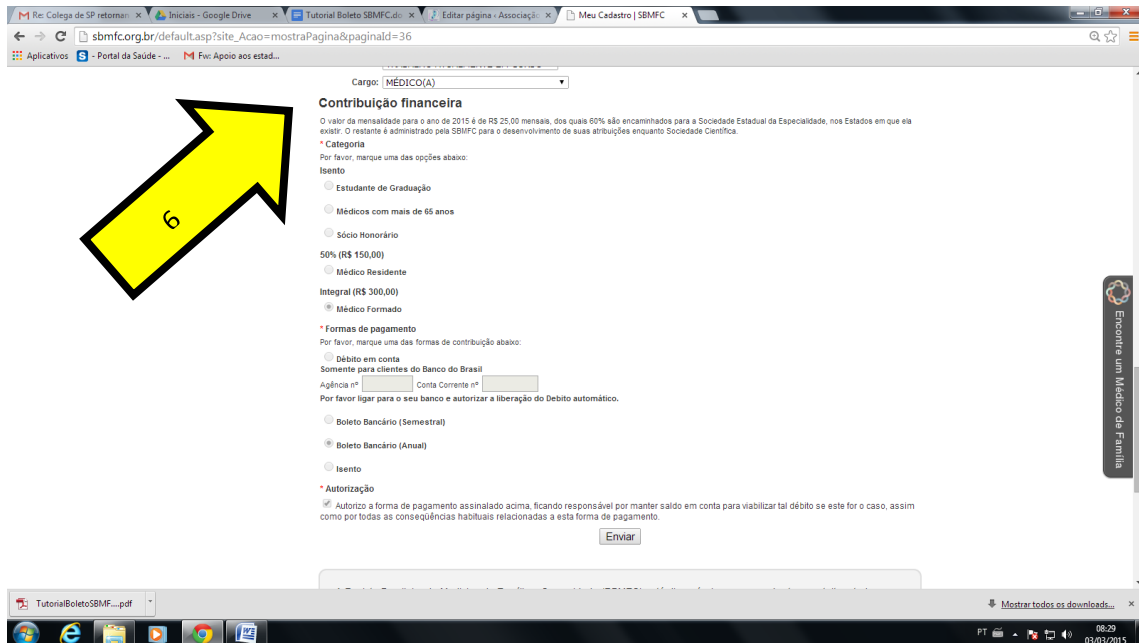 Re: Colega de SP retornan
Iniciais - Google Drive
Tutorial Boleto SBMFC.do
Editar página ‹ Associaçã
Meu Cadastro | SBMFC
sbmfc.org.br/default.asp?site_Acao=mostraPagina&paginaId=36
Aplicativos
S - Portal da Saúde - ...
Fw: Apoio aos estad...
Cargo: MÉDICO(A)
Contribuição financeira
O valor da mensalidade para o ano de 2015 é de R$ 25,00 mensais, dos quais 60% são encaminhados para a Sociedade Estadual da Especialidade, nos Estados em que ela
existir. O restante é administrado pela SBMFC para o desenvolvimento de suas atribuições enquanto Sociedade Científica.
* Categoria
Por favor, marque uma das opções abaixo:
Isento
Estudante de Graduação
Médicos com mais de 65 anos
6
Sócio Honorário
50% (R$ 150,00)
Médico Residente
Integral (R$ 300,00)
Médico Formado
* Formas de pagamento
Por favor, marque uma das formas de contribuição abaixo:
Débito em conta
Somente para clientes do Banco do Brasil
Agência nº Conta Corrente nº
Por favor ligar para o seu banco e autorizar a liberação do Debito automático.
Boleto Bancário (Semestral)
Boleto Bancário (Anual)
Isento
* Autorização
Autorizo a forma de pagamento assinalado acima, ficando responsável por manter saldo em conta para viabilizar tal débito se este for o caso, assim
como por todas as conseqüências habituais relacionadas a esta forma de pagamento.
Enviar
Encontre um Médico de Família
TutorialBoletoSBMF....pdf
Mostrar todos os downloads...
PT
08:29
03/03/2015